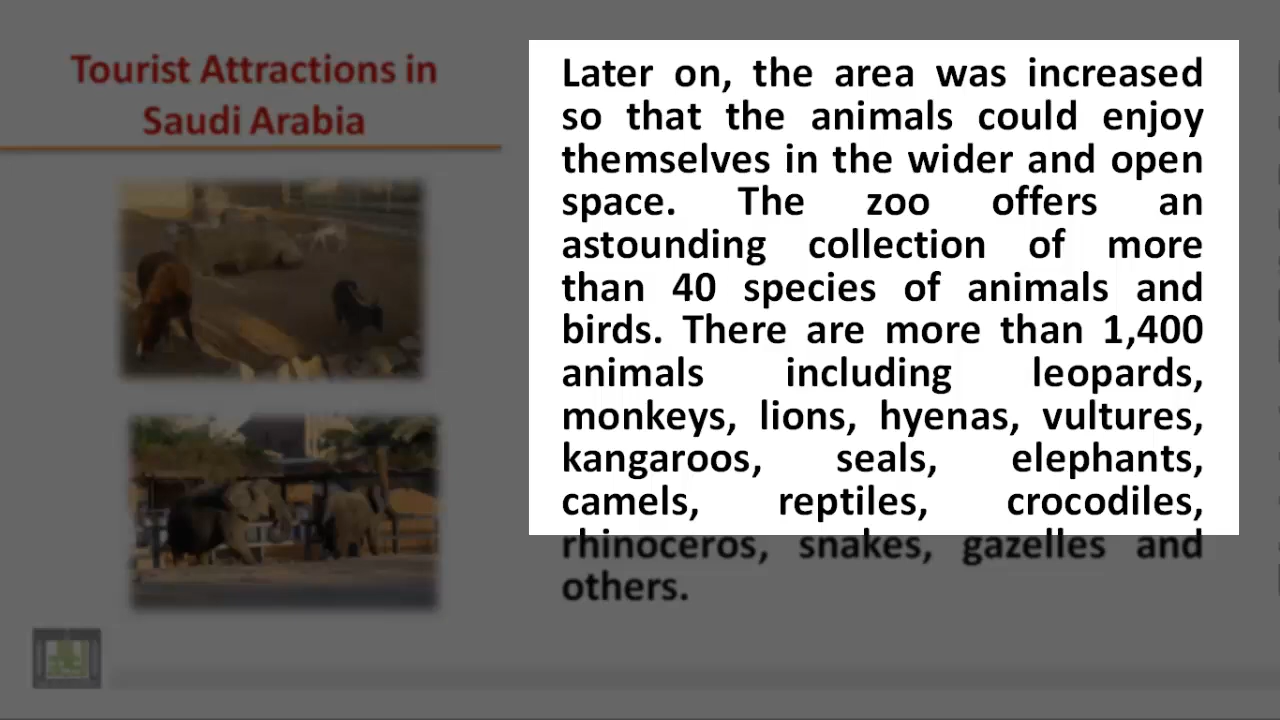 Tourist Attractions in
Saudi Arabia
Later on, the area was increased
so that the animals could enjoy
themselves in the wider and open
space. The zoo offers an
astounding collection of more
than 40 species of animals and
birds. There are more than 1,400
animals including leopards,
monkeys, lions, hyenas, vultures,
kangaroos, seals, elephants,
camels, reptiles, crocodiles,
rhinoceros, snakes, gazelles and
others.